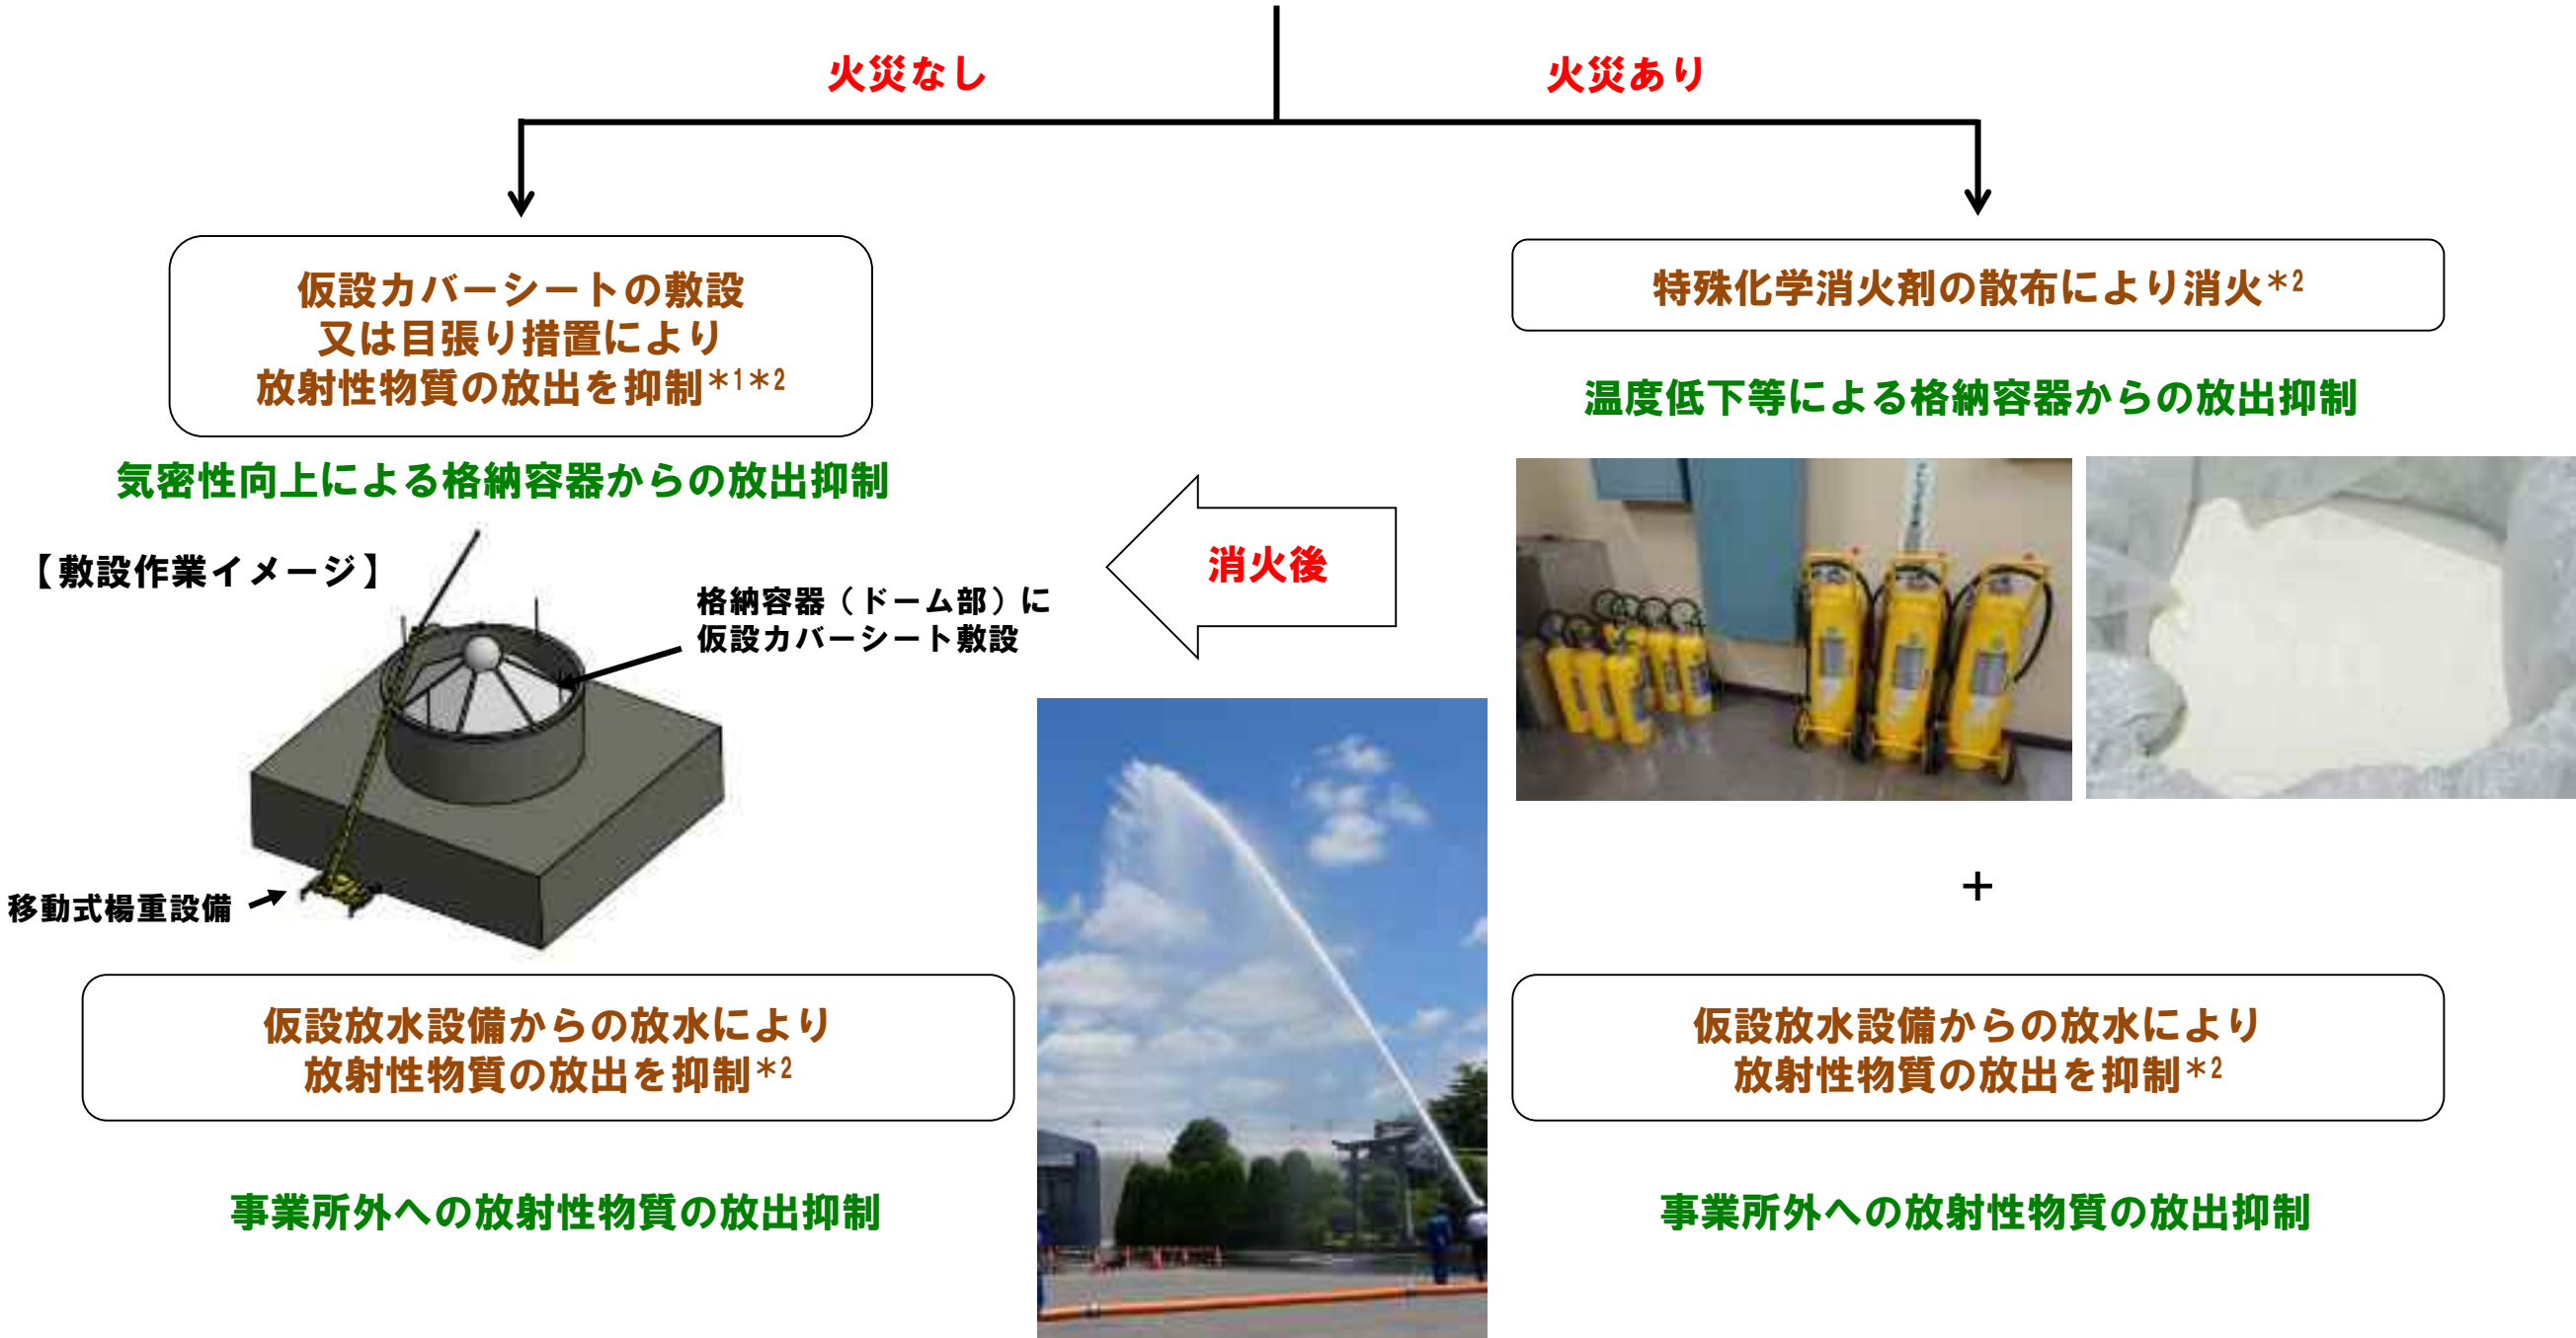 火災なし
火災あり
仮設カバーシートの敷設
又は目張り措置により
放射性物質の放出を抑制*1*2
気密性向上による格納容器からの放出抑制
【敷設作業イメージ】
格納容器（ドーム部）に
仮設カバーシート敷設
移動式楊重設備
消火後
特殊化学消火剤の散布により消火*2
温度低下等による格納容器からの放出抑制
+
仮設放水設備からの放水により
放射性物質の放出を抑制*2
事業所外への放射性物質の放出抑制
仮設放水設備からの放水により
放射性物質の放出を抑制*2
事業所外への放射性物質の放出抑制